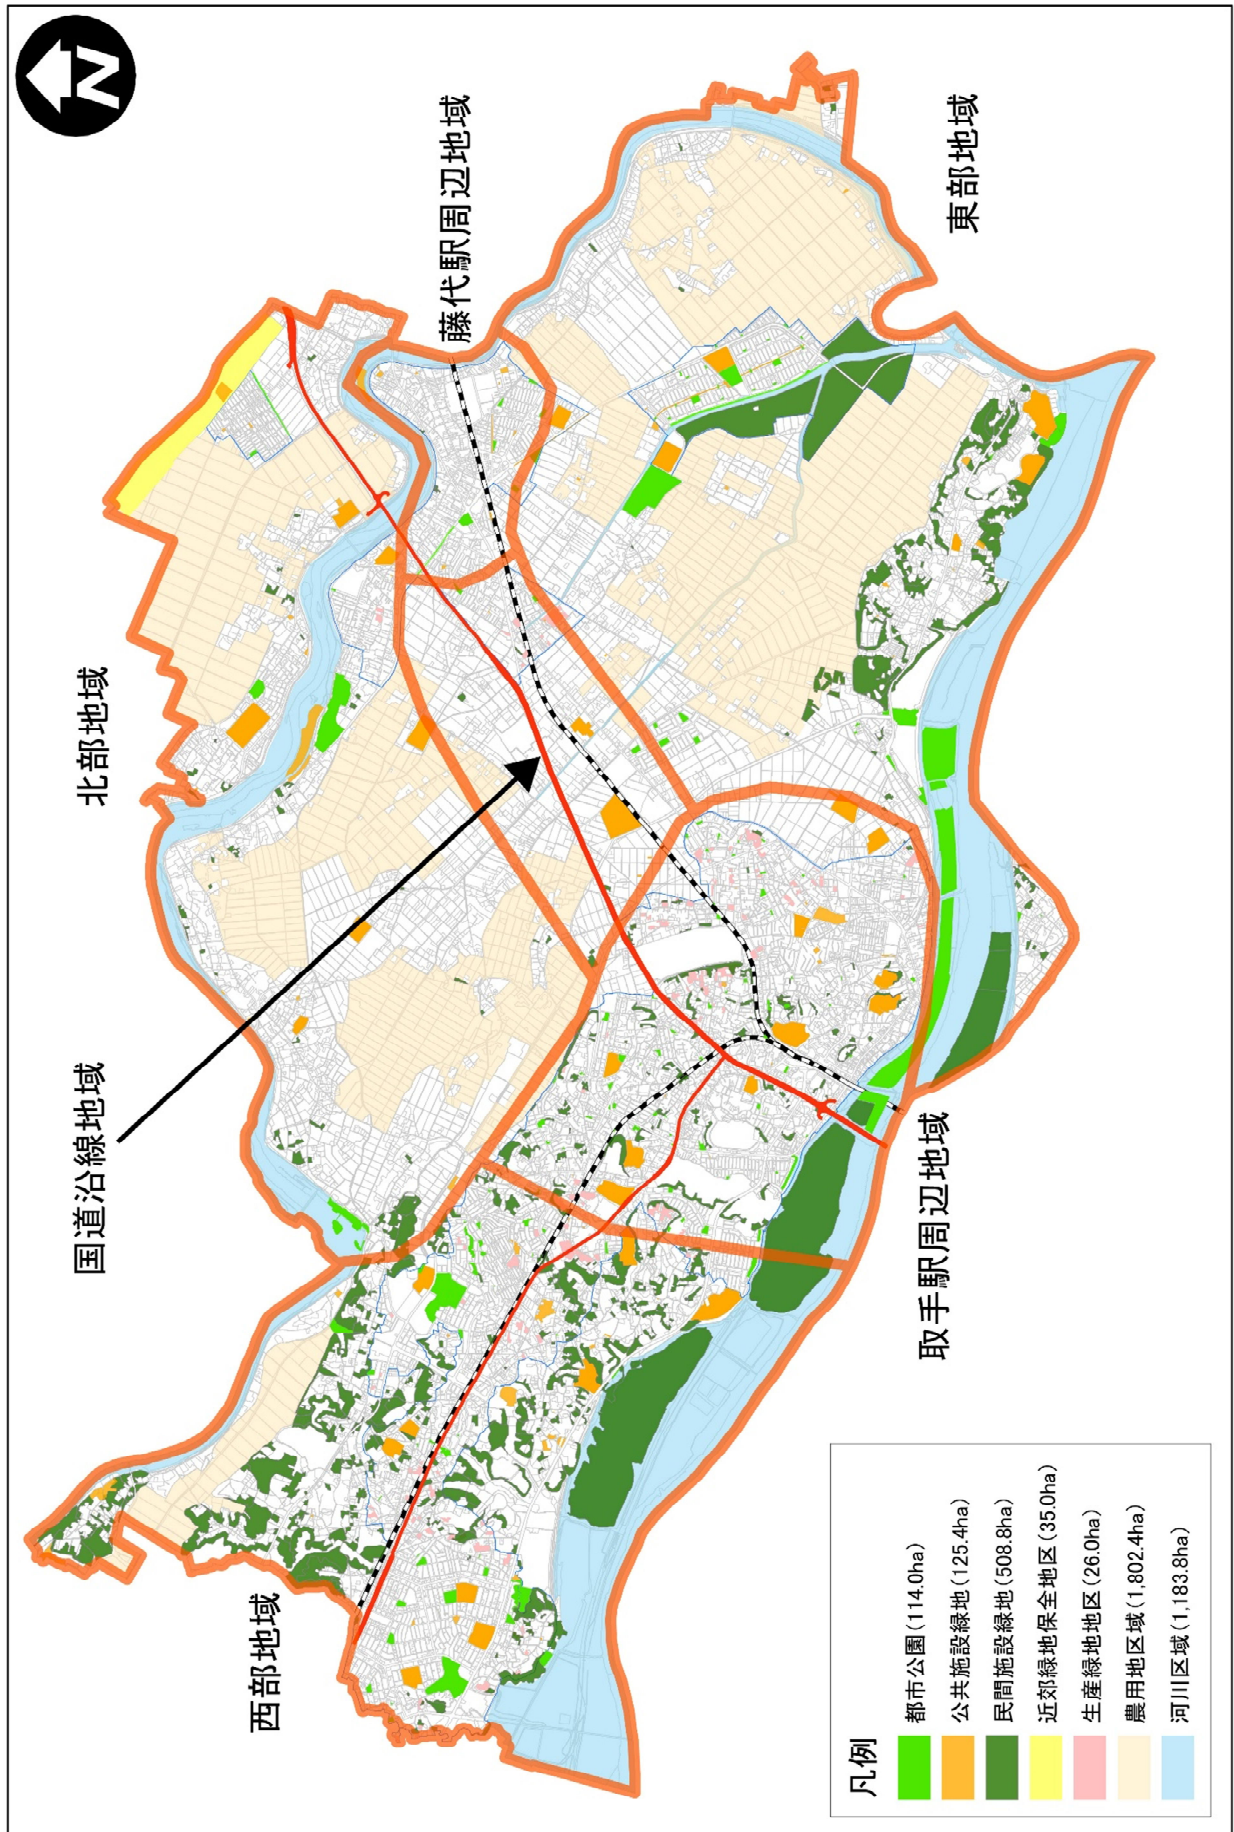 N
北部地域
藤代駅周辺地域
国道沿線地域
東部地域
西部地域
取手駅周辺地域
凡例
都市公園(114.0ha)
公共施設緑地(125.4ha)
民間施設緑地(508.8ha)
近郊緑地保全地区(35.0ha)
生産緑地地区(26.0ha)
農用地区域(1,802.4ha)
河川区域(1,183.8ha)